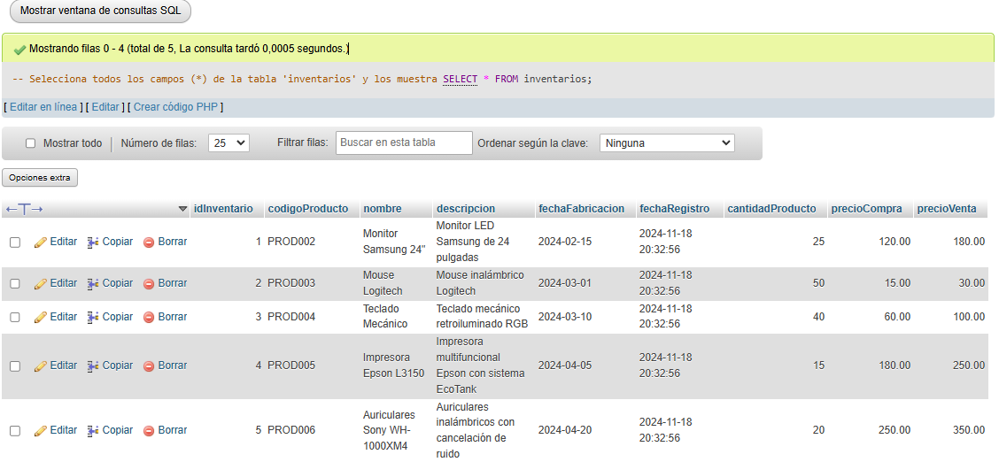 Mostrar ventana de consultas SQL
Mostrando filas 0 - 4 (total de 5, La consulta tardó 0,0005 segundos.)
-- Selecciona todos los campos (*) de la tabla 'inventarios' y los muestra SELECT * FROM inventarios;
[ Editar en línea ] [ Editar ] [ Crear código PHP ]
Mostrar todo Número de filas: 25 Filtrar filas: Buscar en esta tabla Ordenar según la clave: Ninguna
Opciones extra
←T→ idInventario codigoProducto nombre descripcion fechaFabricacion fechaRegistro cantidadProducto precioCompra precioVenta
Editar Copiar Borrar 1 PROD002 Monitor Samsung 24" Monitor LED Samsung de 24 pulgadas 2024-02-15 2024-11-18 20:32:56 25 120.00 180.00
Editar Copiar Borrar 2 PROD003 Mouse Logitech Mouse inalámbrico Logitech 2024-03-01 2024-11-18 20:32:56 50 15.00 30.00
Editar Copiar Borrar 3 PROD004 Teclado Mecánico Teclado mecánico retroiluminado RGB 2024-03-10 2024-11-18 20:32:56 40 60.00 100.00
Editar Copiar Borrar 4 PROD005 Impresora Epson L3150 Impresora multifuncional Epson con sistema EcoTank 2024-04-05 2024-11-18 20:32:56 15 180.00 250.00
Editar Copiar Borrar 5 PROD006 Auriculares Sony WH-1000XM4 Auriculares inalámbricos con cancelación de ruido 2024-04-20 2024-11-18 20:32:56 20 250.00 350.00